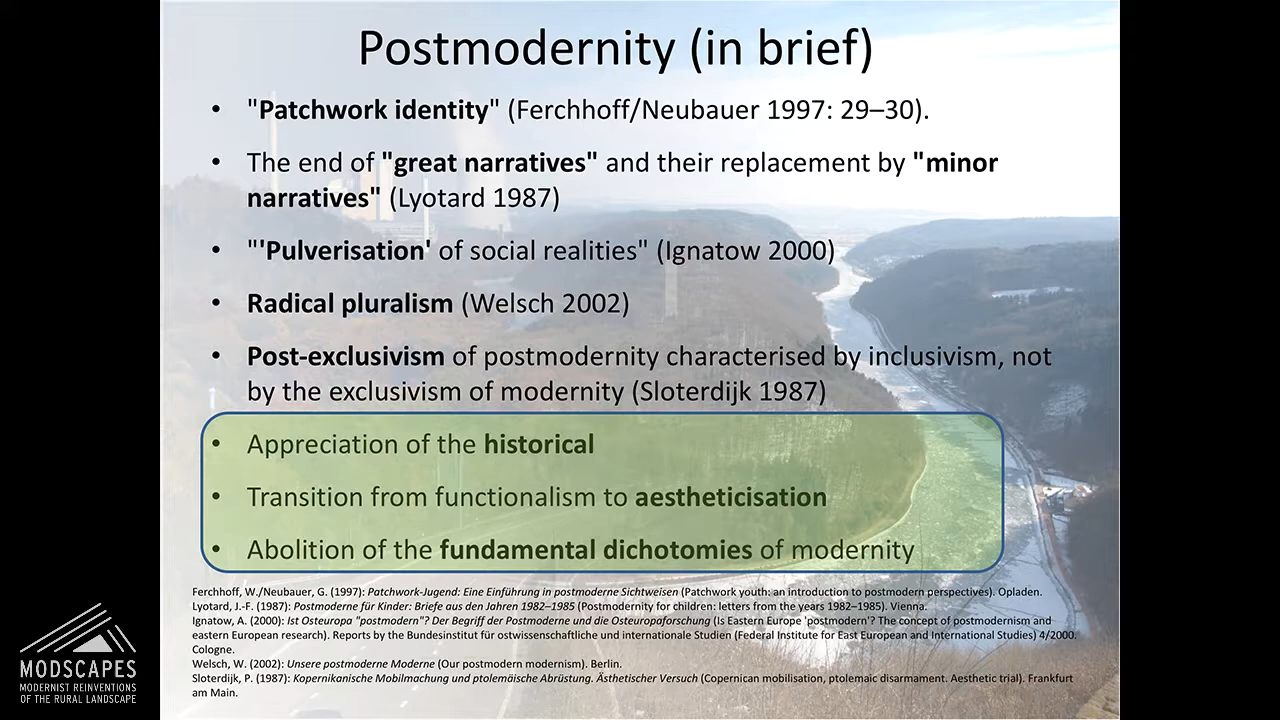 Postmodernity (in brief)
• "Patchwork identity" (Ferchhoff/Neubauer 1997: 29–30).
• The end of "great narratives" and their replacement by "minor
narratives" (Lyotard 1987)
• "'Pulverisation' of social realities" (Ignatow 2000)
• Radical pluralism (Welsch 2002)
• Post-exclusivism of postmodernity characterised by inclusivism, not
by the exclusivism of modernity (Sloterdijk 1987)
• Appreciation of the historical
• Transition from functionalism to aestheticisation
• Abolition of the fundamental dichotomies of modernity
Ferchhoff, W./Neubauer, G. (1997): Patchwork-Jugend: Eine Einführung in postmoderne Sichtweisen (Patchwork youth: an introduction to postmodern perspectives). Opladen.
Lyotard, J.-F. (1987): Postmoderne für Kinder: Briefe aus den Jahren 1982–1985 (Postmodernity for children: letters from the years 1982–1985). Vienna.
Ignatow, A. (2000): Ist Osteuropa "postmodern"? Der Begriff der Postmoderne und die Osteuropaforschung (Is Eastern Europe 'postmodern'? The concept of postmodernism and
eastern European research). Reports by the Bundesinstitut für ostwissenschaftliche und internationale Studien (Federal Institute for East European and International Studies) 4/2000.
Cologne.
Welsch, W. (2002): Unsere postmoderne Moderne (Our postmodern modernism). Berlin.
Sloterdijk, P. (1987): Kopernikanische Mobilmachung und ptolemäische Abrüstung. Ästhetischer Versuch (Copernican mobilisation, ptolemaic disarmament. Aesthetic trial). Frankfurt
am Main.
MODSCAPES
MODERNIST REINVENTIONS
OF THE RURAL LANDSCAPE